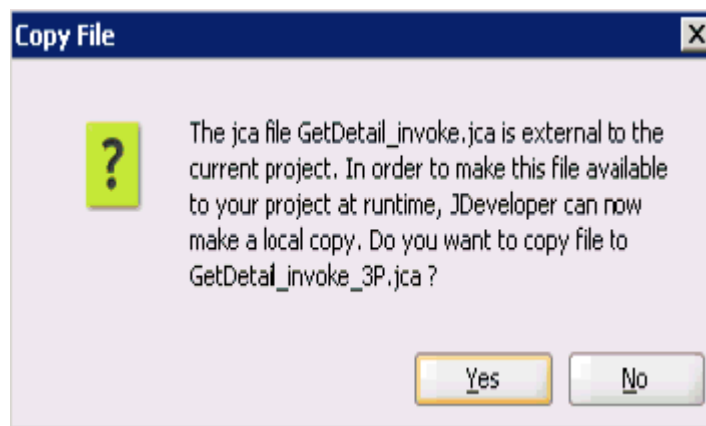 Copy File
X
?
The jca file GetDetail_invoke.jca is external to the
current project. In order to make this file available
to your project at runtime, JDeveloper can now
make a local copy. Do you want to copy file to
GetDetail_invoke_3P.jca ?
Yes
No